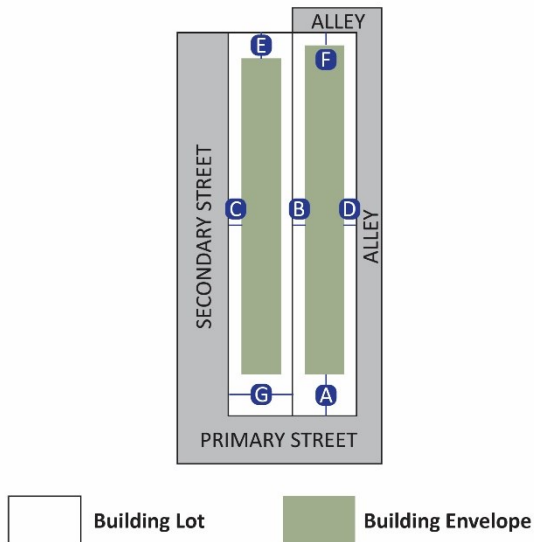 ALLEY
E
F
SECONDARY STREET
C
B
D
ALLEY
G
A
PRIMARY STREET
Building Lot
Building Envelope